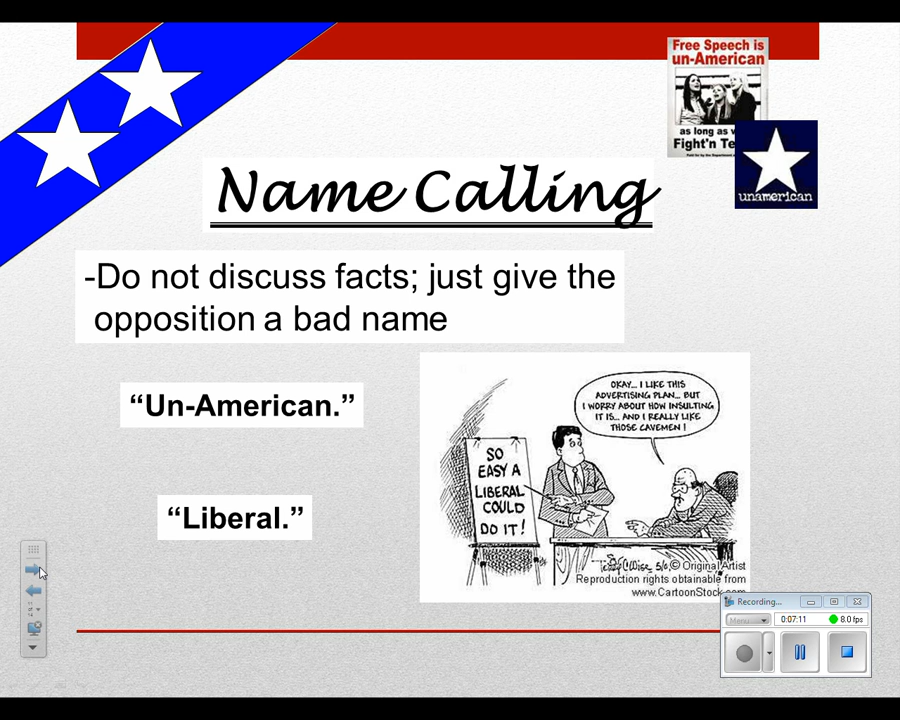 Free Speech is
un-American
as long as
Fight'n Te
unamerican
Name Calling
-Do not discuss facts; just give the
opposition a bad name
“Un-American.”
“Liberal.”
OKAY... I LIKE THIS
ADVERTISING PLAN... BUT
I WORRY ABOUT HOW INSULTING
IT IS... AND I REALLY LIKE
THOSE CAVEMEN!
SO
EASY A
LIBERAL
COULD
DO IT!
© Original Artist
Reproduction rights obtainable from
www.CartoonStock.com
Recording...
Menu
0:07:11
8.0 fps